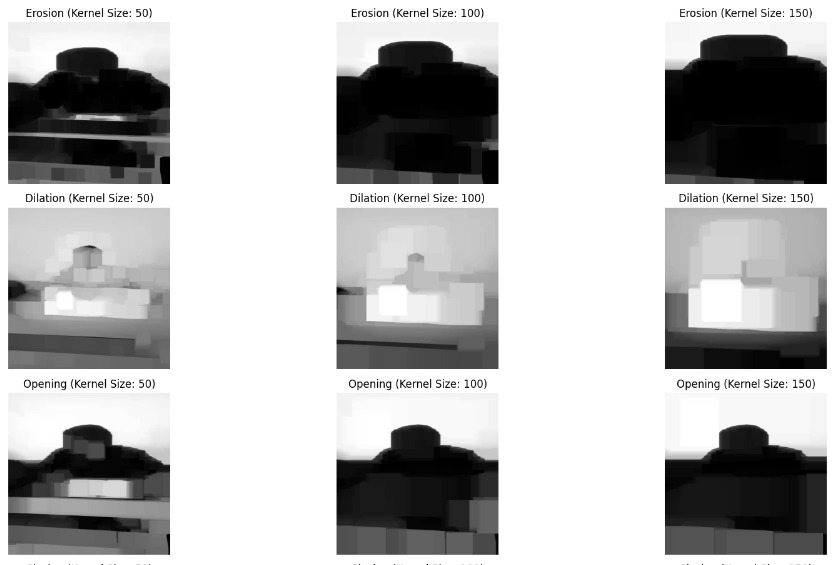 Erosion (Kernel Size: 50)
Erosion (Kernel Size: 100)
Erosion (Kernel Size: 150)
Dilation (Kernel Size: 50)
Dilation (Kernel Size: 100)
Dilation (Kernel Size: 150)
Opening (Kernel Size: 50)
Opening (Kernel Size: 100)
Opening (Kernel Size: 150)